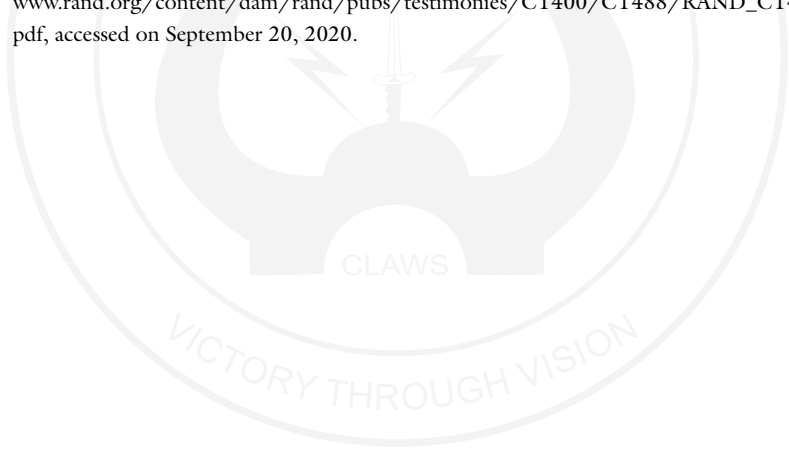 www.rand.org/content/dam/rand/pubs/testimonies/CT400/CT488/RAND_CT4
pdf, accessed on September 20, 2020.
CLAWS
VICTORY THROUGH VISION